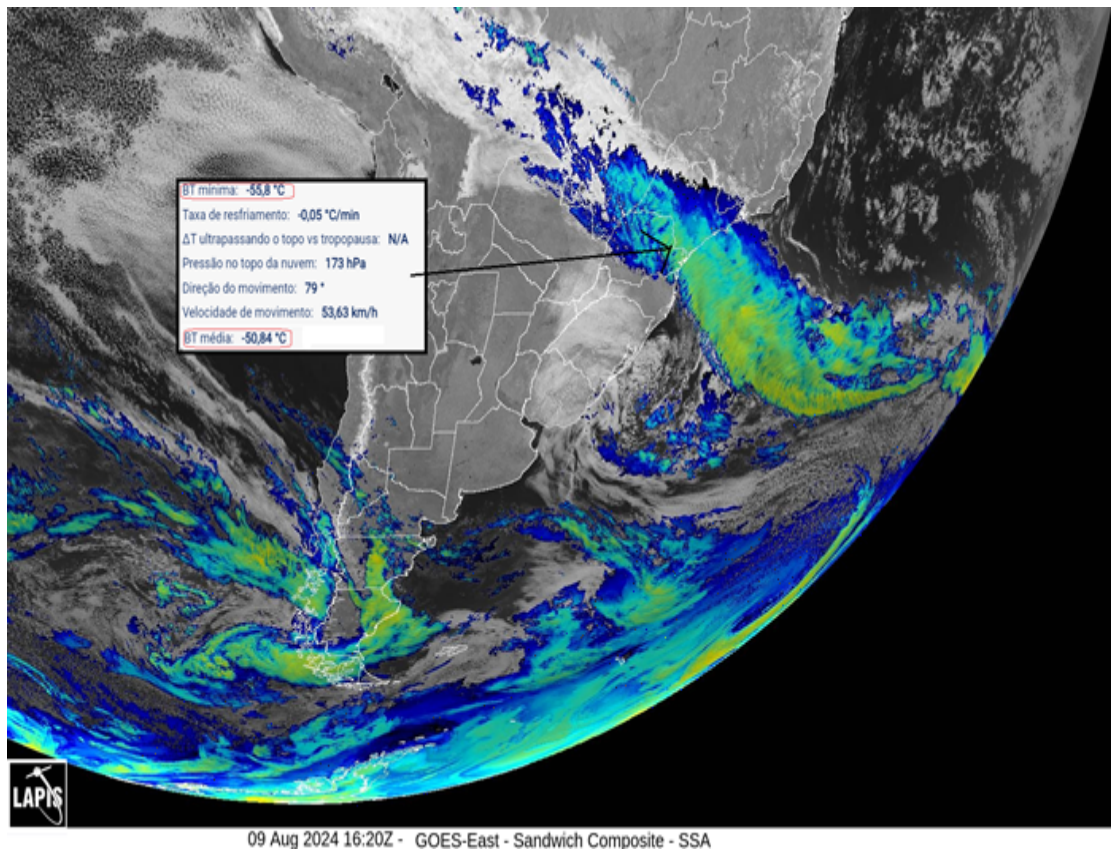 BT mínima: -55,8 °C
Taxa de resfriamento: -0,05 °C/min
ΔT ultrapassando o topo vs tropopausa: N/A
Pressão no topo da nuvem: 173 hPa
Direção do movimento: 79 °
Velocidade de movimento: 53,63 km/h
BT média: -50,84 °C
LAPIS
09 Aug 2024 16:20Z - GOES-East - Sandwich Composite - SSA